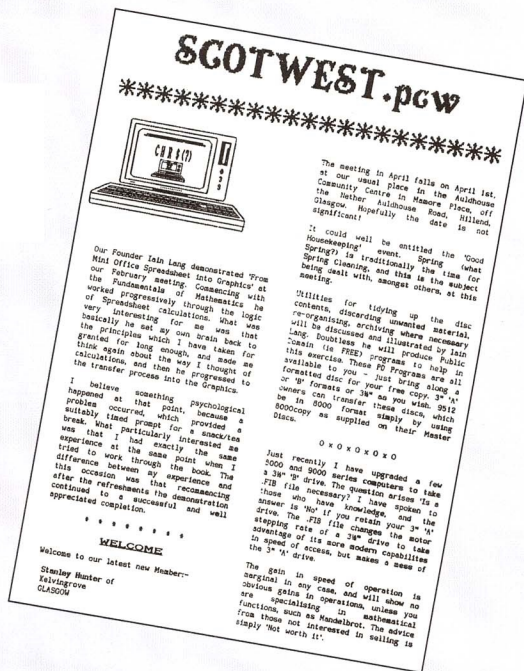 SCOTWEST.pcw
************************
CHR$(7)
Our Founder Iain Lang demonstrated 'From
Mini Office Spreadsheet into Graphics' at
our February meeting. Commencing with
the Fundamentals of Mathematics he
worked progressively through the logic
of Spreadsheet calculations. What was
very interesting for me was that
basically he sat my own brain back to
the principles which I have taken for
granted for long enough, and made me
think again about the way I thought of
calculations, and then he progressed to
the transfer process into the Graphics.
I believe something psychological
happened at that point, because a
problem occurred, which provided a
suitably timed prompt for a snack/tea
break. What particularly interested me
was that I had exactly the same
experience at the same point when I
tried to work through the book. The
difference between my experience and
this occasion was that recommencing
after the refreshments the demonstration
continued to a succesful and well
appreciated completion.
* * * * * * * *
WELCOME
Welcome to our latest new Member:-
Stanley Hunter of
Kelvingrove
GLASGOW
The meeting in April falls on April 1st,
at our usual place in the Auldhouse
Community Centre in Mamore Place, off
the Nether Auldhouse Road, Hillend,
Glasgow. Hopefully the date is not
significant!
It could well be entitled the 'Good
Housekeeping' event. Spring (what
Spring?) is traditionally the time for
Spring Cleaning, and this is the subject
being dealt with, amongst others, at this
meeting.
Utilities for tidying up the disc
contents, discarding unwanted material,
re-organising, archiving where necessary
will be discussed and illustrated by Iain
Lang. Doubtless he will produce Public
Domain (ie FREE) programs to help in
this exercise. These PD Programs are all
available to you - Just bring along a
formatted disc for your free copy. 3" 'A'
or 'B' formats or 3½" as you wish. 9512
owners can transfer these discs, which
be in 8000 format simply by using
8000copy as supplied on their Master
Discs.
O x O x O x O x O
Just recently I have upgraded a few
8000 and 9000 series computers to take
a 3½" 'B' drive. The question arises 'Is a
.FIB file necessary? I have spoken to
those who have knowledge, and the
answer is 'No' if you retain your 3" 'A'
drive. The .FIB file changes the motor
stepping rate of a 3½" drive to take
advantage of its more modern capabilites
in speed of access, but makes a mess of
the 3" 'A' drive.
The gain in speed of operation is
marginal in any case, and will show no
obvious gains in operations, unless you
are specialising in mathematical
functions, such as Mandelbrot. The advice
from those not interested in selling is
simply 'Not worth it'.